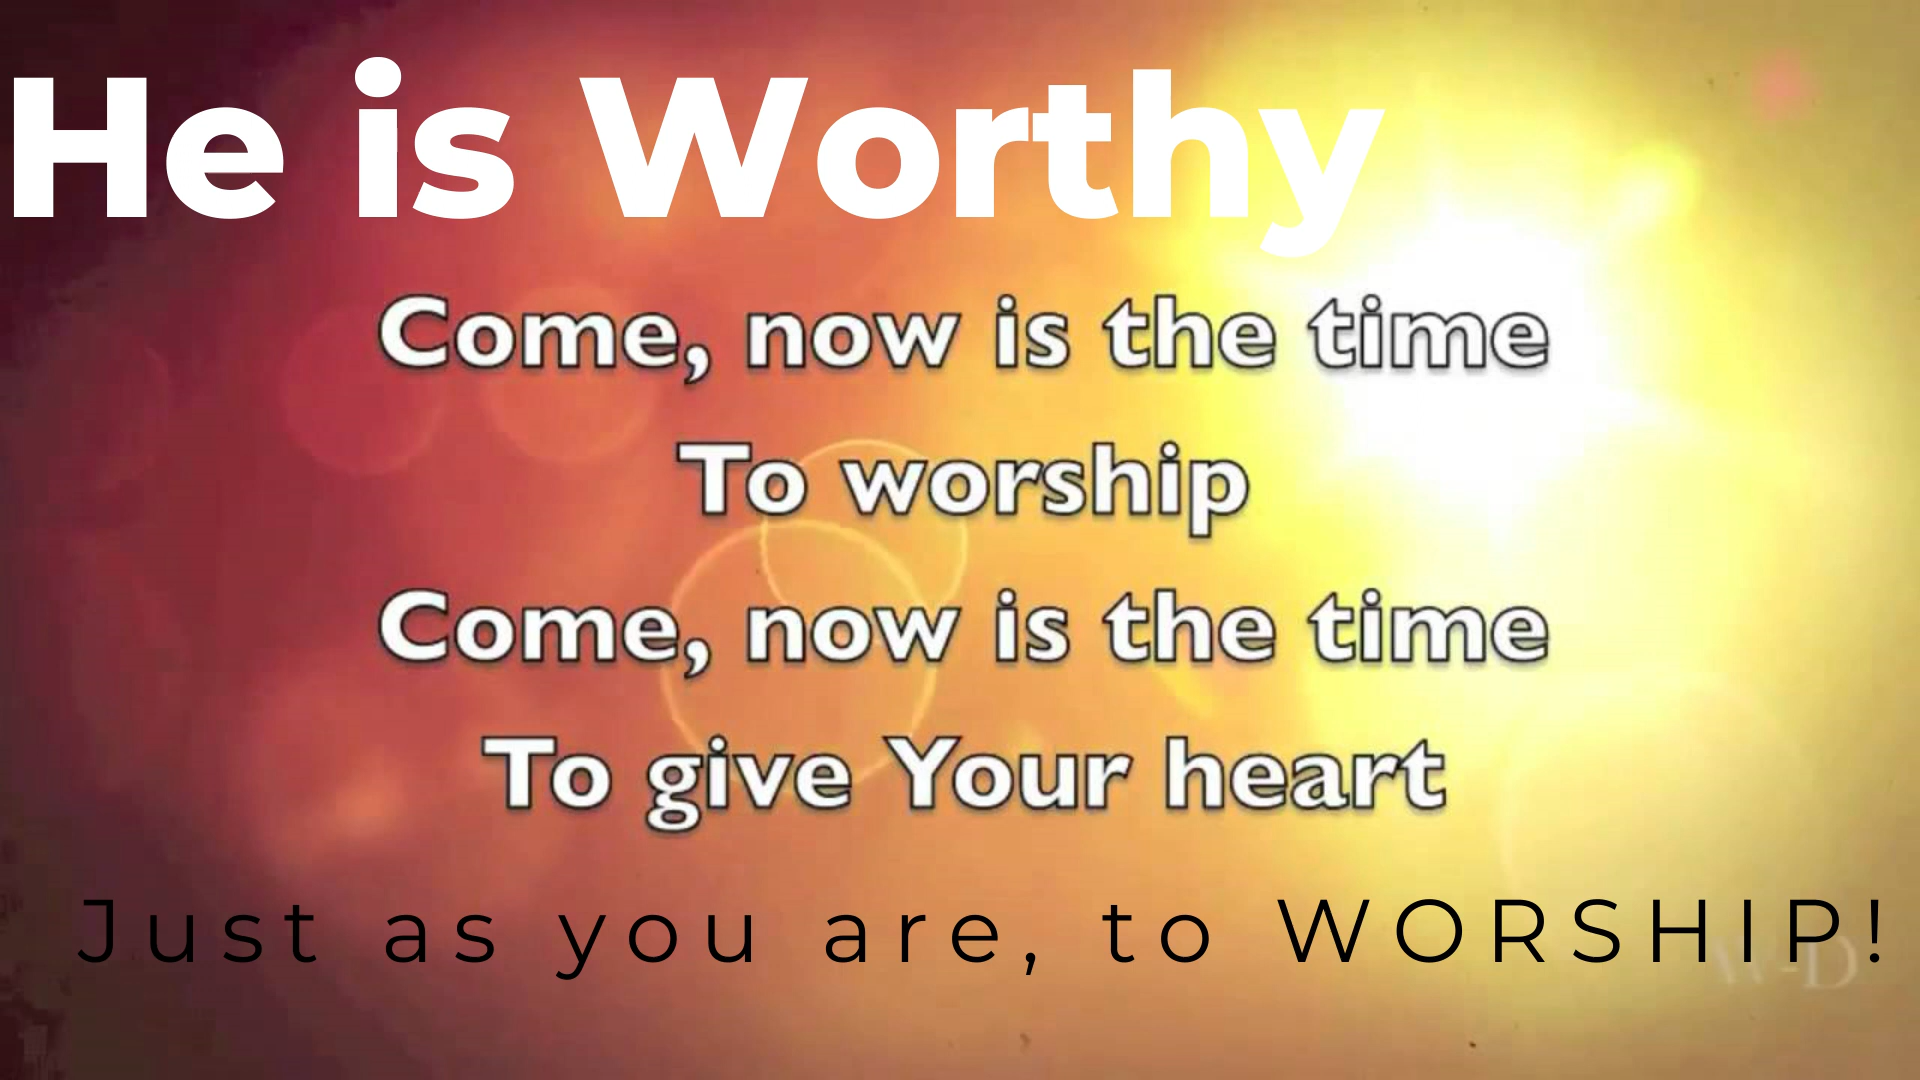 He is Worthy
Come, now is the time
To worship
Come, now is the time
To give Your heart
Just as you are, to WORSHIP!
W-D